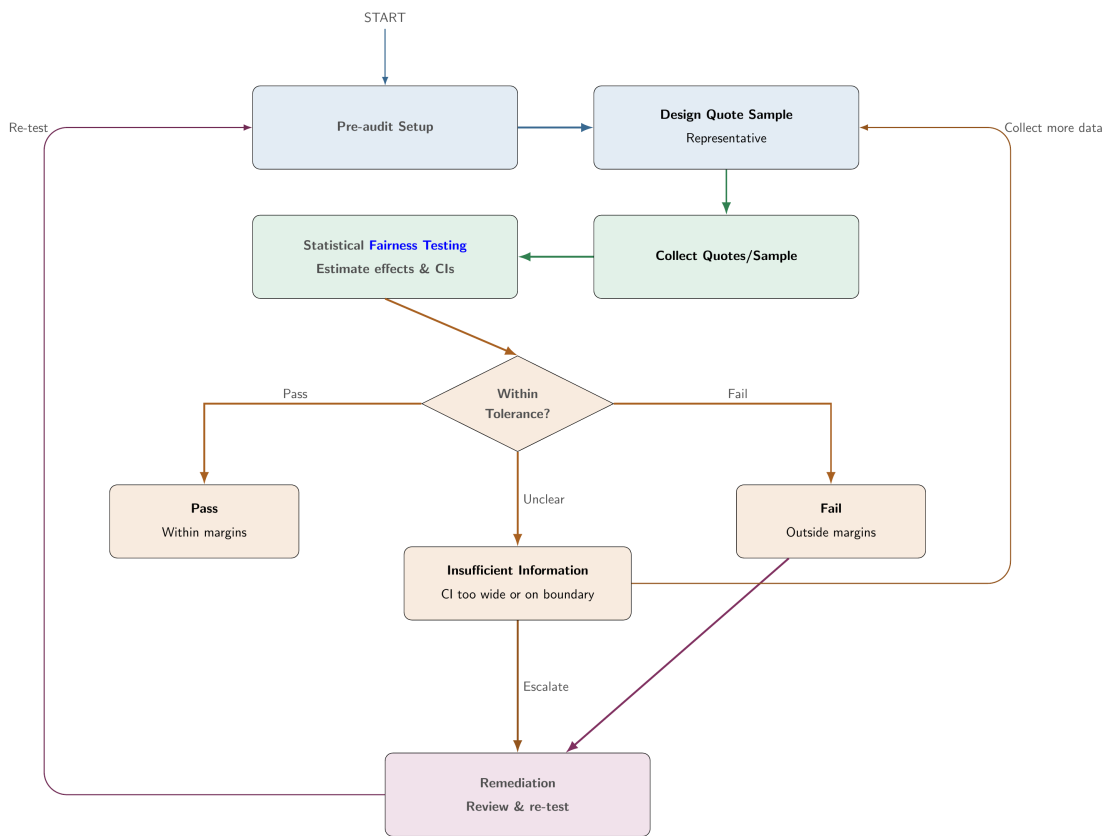 START
Re-test
Pre-audit Setup
Design Quote Sample
Representative
Collect more data
Statistical Fairness Testing
Estimate effects & CIs
Collect Quotes/Sample
Within
Tolerance?
Pass
Fail
Pass
Within margins
Unclear
Fail
Outside margins
Insufficient Information
CI too wide or on boundary
Escalate
Remediation
Review & re-test